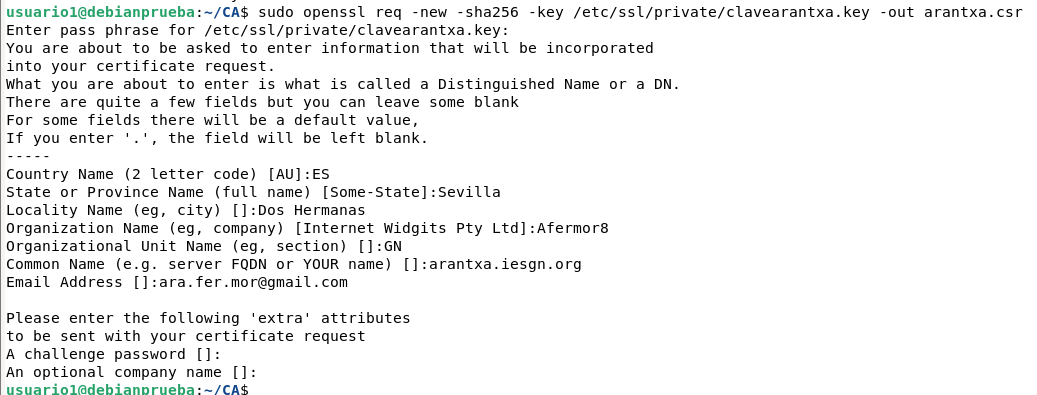 usuario1@debianprueba:~/CA$ sudo openssl req -new -sha256 -key /etc/ssl/private/clavearantxa.key -out arantxa.csr
Enter pass phrase for /etc/ssl/private/clavearantxa.key:
You are about to be asked to enter information that will be incorporated
into your certificate request.
What you are about to enter is what is called a Distinguished Name or a DN.
There are quite a few fields but you can leave some blank
For some fields there will be a default value,
If you enter '.', the field will be left blank.
-----
Country Name (2 letter code) [AU]:ES
State or Province Name (full name) [Some-State]:Sevilla
Locality Name (eg, city) []:Dos Hermanas
Organization Name (eg, company) [Internet Widgits Pty Ltd]:Afermor8
Organizational Unit Name (eg, section) []:GN
Common Name (e.g. server FQDN or YOUR name) []:arantxa.iesgn.org
Email Address []:ara.fer.mor@gmail.com
Please enter the following 'extra' attributes
to be sent with your certificate request
A challenge password []:
An optional company name []:
usuario1@debianprueba:~/CA$